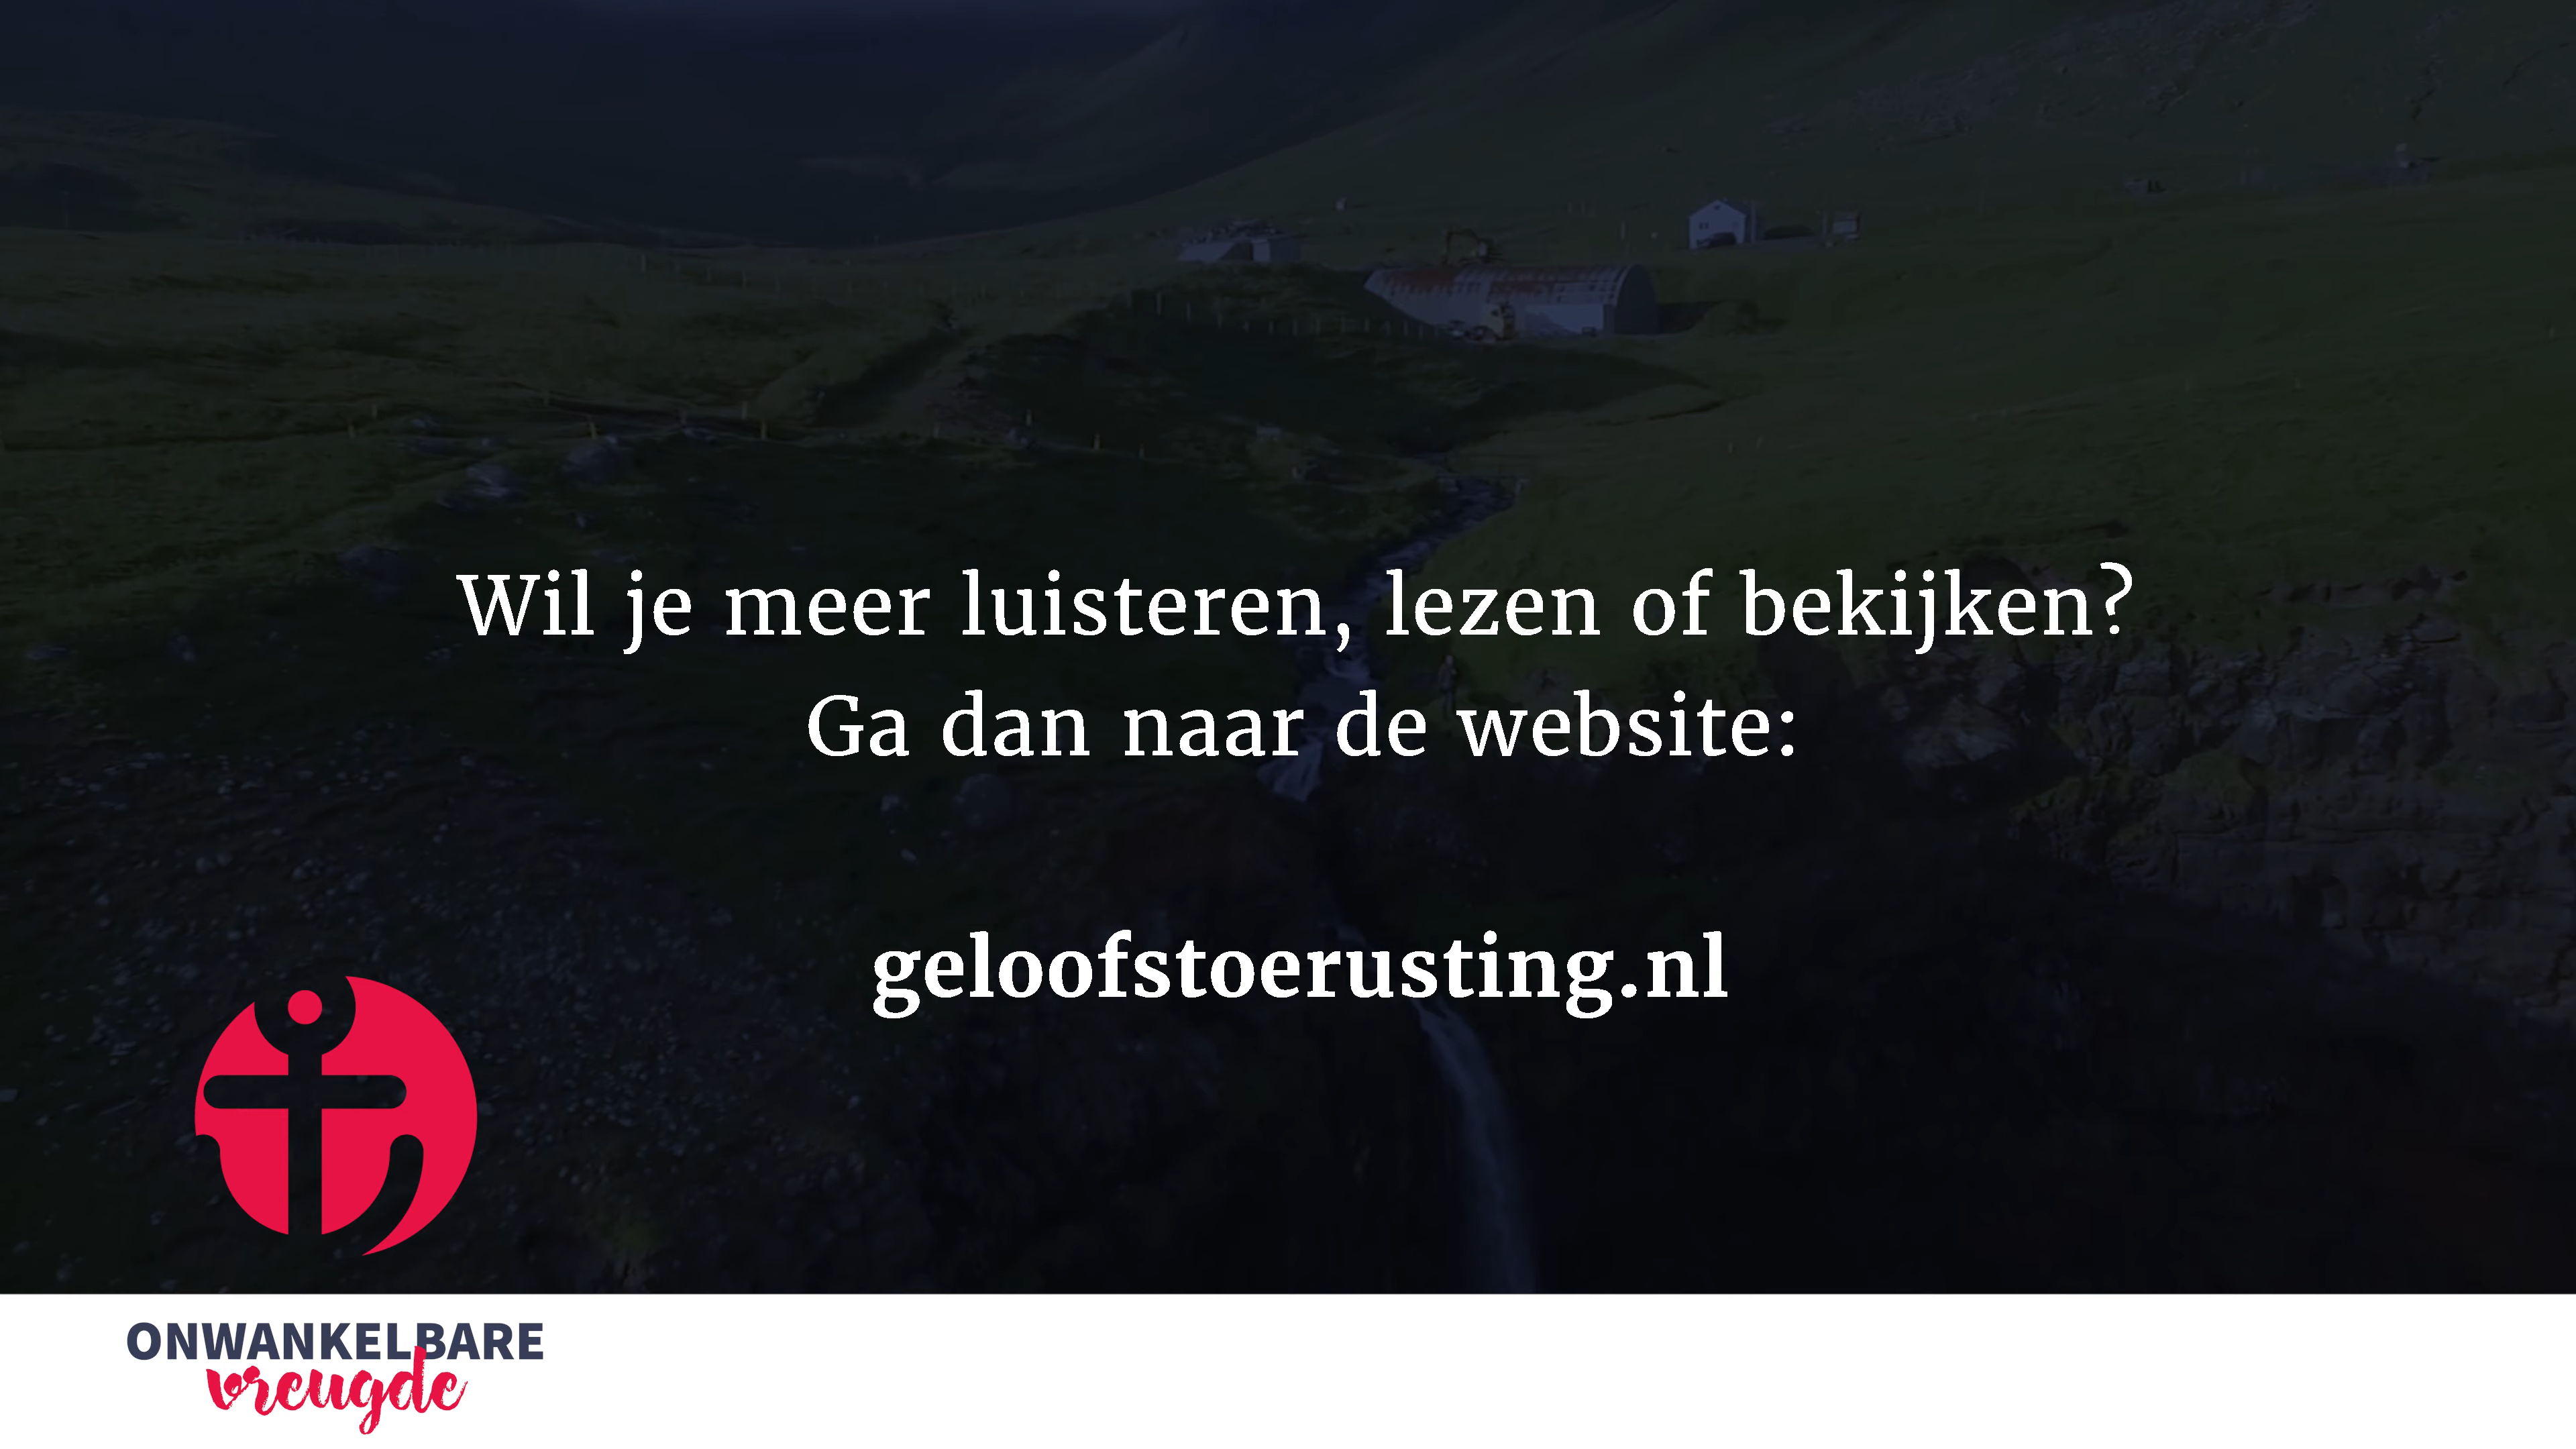 Wil je meer luisteren, lezen of bekijken?
Ga dan naar de website:
geloofstoerusting.nl
ONWANKELBARE
vreugde